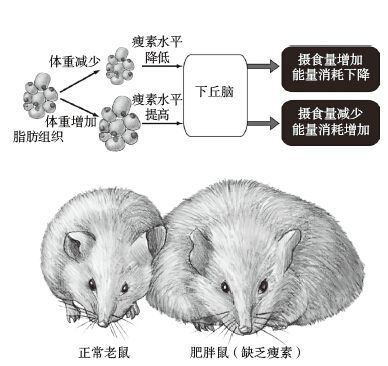 体重减少
瘦素水平
降低
摄食量增加
能量消耗下降
下丘脑
体重增加
瘦素水平
提高
摄食量减少
能量消耗增加
脂肪组织
正常老鼠
肥胖鼠(缺乏瘦素)